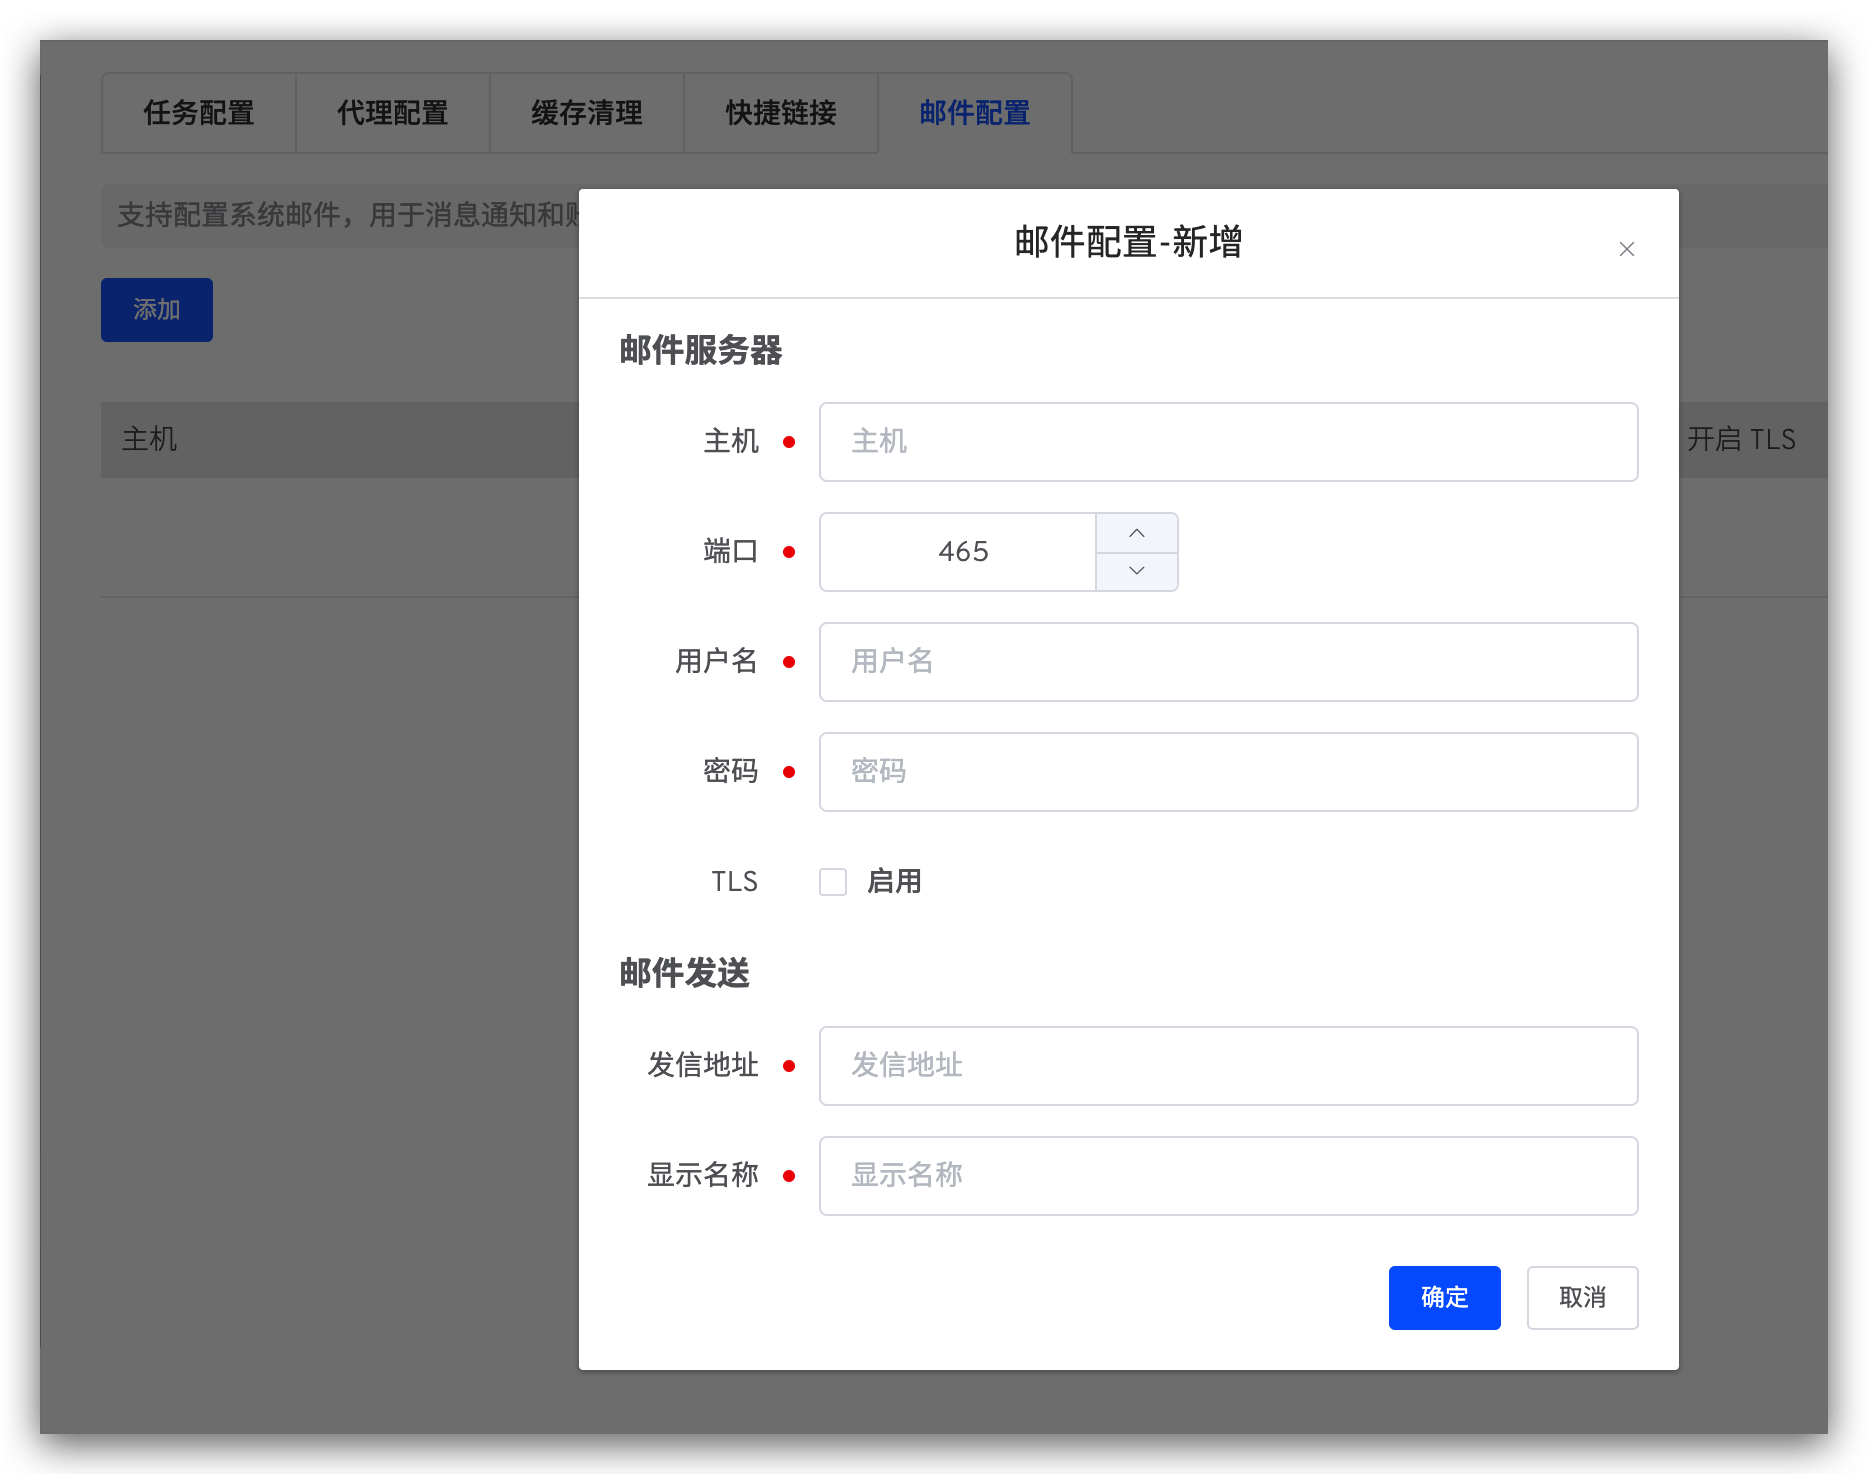 任务配置 代理配置 缓存清理 快捷链接 邮件配置
支持配置系统邮件，用于消息通知和
添加
主机 开启 TLS
邮件配置-新增
邮件服务器
主机 主机
端口 465
用户名 用户名
密码 密码
TLS 启用
邮件发送
发信地址 发信地址
显示名称 显示名称
确定 取消